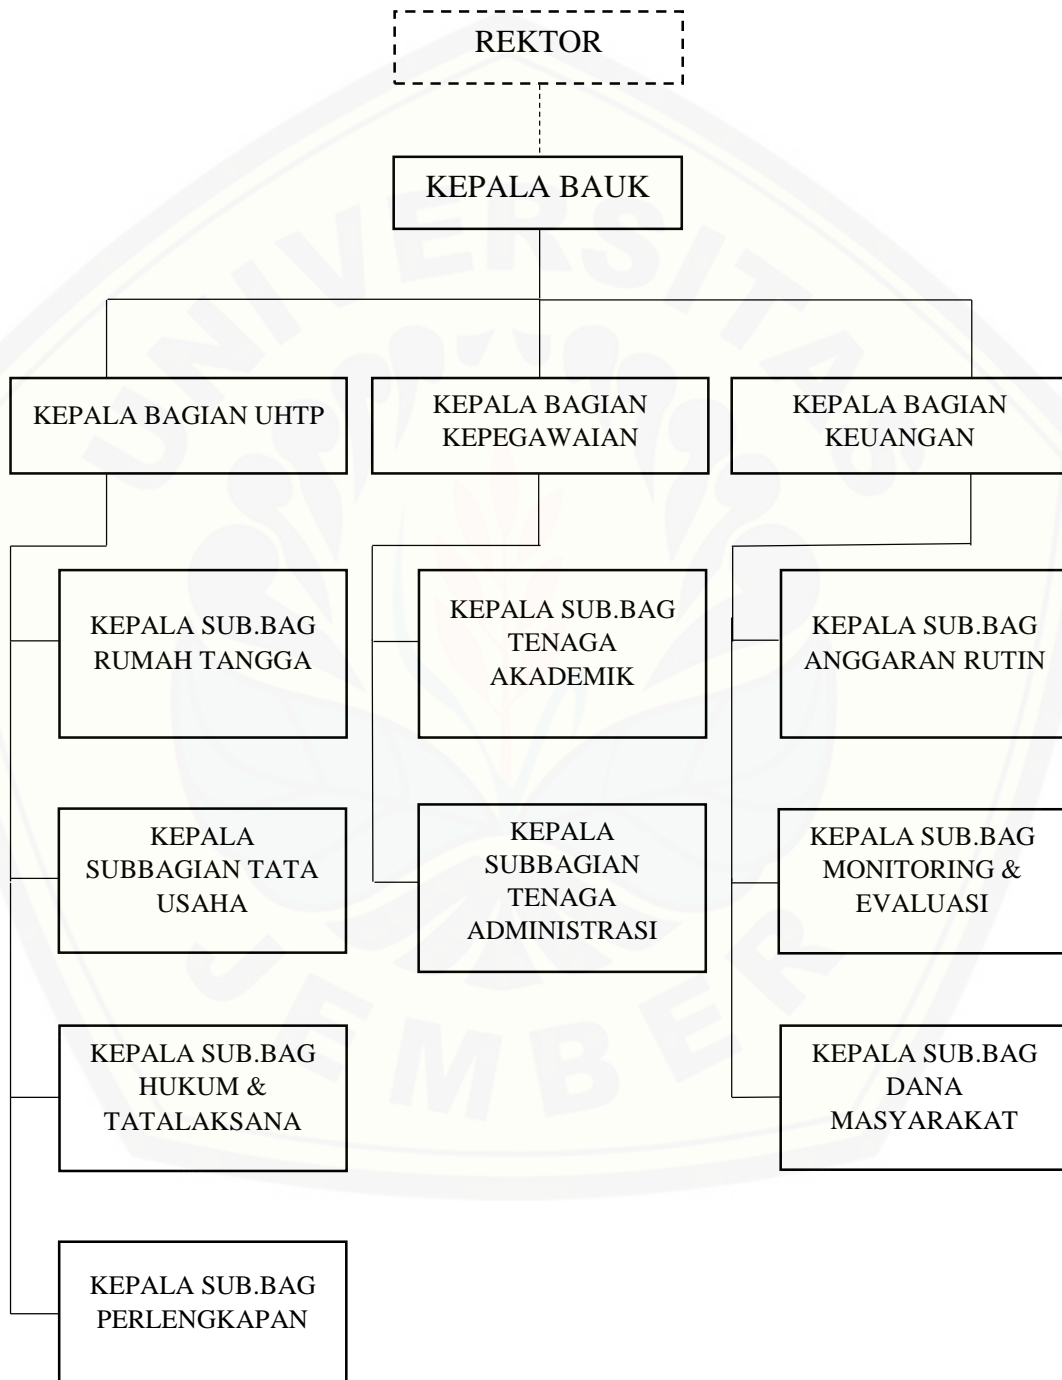 REKTOR
KEPALA BAUK
KEPALA BAGIAN UHTP
KEPALA BAGIAN
KEPEGAWAIAN
KEPALA BAGIAN
KEUANGAN
KEPALA SUB.BAG
RUMAH TANGGA
KEPALA SUB.BAG
TENAGA
AKADEMIK
KEPALA SUB.BAG
ANGGARAN RUTIN
KEPALA
SUBBAGIAN TATA
USAHA
KEPALA
SUBBAGIAN
TENAGA
ADMINISTRASI
KEPALA SUB.BAG
MONITORING &
EVALUASI
KEPALA SUB.BAG
HUKUM &
TATALAKSANA
KEPALA SUB.BAG
DANA
MASYARAKAT
KEPALA SUB.BAG
PERLENGKAPAN
UNIVERSITAS
JEMBER